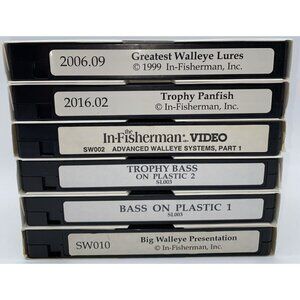 2006.09
Greatest Walleye Lures
© 1999 In-Fisherman, Inc.
2016.02
Trophy Panfish
© In-Fisherman, Inc.
the
In-Fisherman VIDEO
SW002 ADVANCED WALLEYE SYSTEMS, PART 1
TROPHY BASS
ON PLASTIC 2
SL003
BASS ON PLASTIC 1
SL003
SW010
Big Walleye Presentation
© In-Fisherman, Inc.